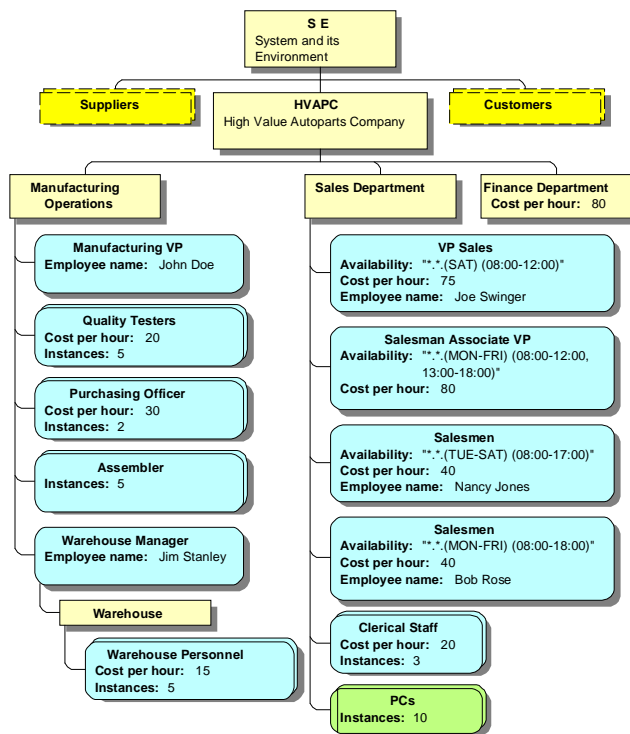 S E
System and its
Environment
Suppliers
HVAPC
High Value Autoparts Company
Customers
Manufacturing
Operations
Sales Department
Finance Department
Cost per hour: 80
Manufacturing VP
Employee name: John Doe
Quality Testers
Cost per hour: 20
Instances: 5
Purchasing Officer
Cost per hour: 30
Instances: 2
Assembler
Instances: 5
Warehouse Manager
Employee name: Jim Stanley
Warehouse
Warehouse Personnel
Cost per hour: 15
Instances: 5
VP Sales
Availability: "*.*.(SAT) (08:00-12:00)"
Cost per hour: 75
Employee name: Joe Swinger
Salesman Associate VP
Availability: "*.*.(MON-FRI) (08:00-12:00,
13:00-18:00)"
Cost per hour: 80
Salesmen
Availability: "*.*.(TUE-SAT) (08:00-17:00)"
Cost per hour: 40
Employee name: Nancy Jones
Salesmen
Availability: "*.*.(MON-FRI) (08:00-18:00)"
Cost per hour: 40
Employee name: Bob Rose
Clerical Staff
Cost per hour: 20
Instances: 3
PCs
Instances: 10